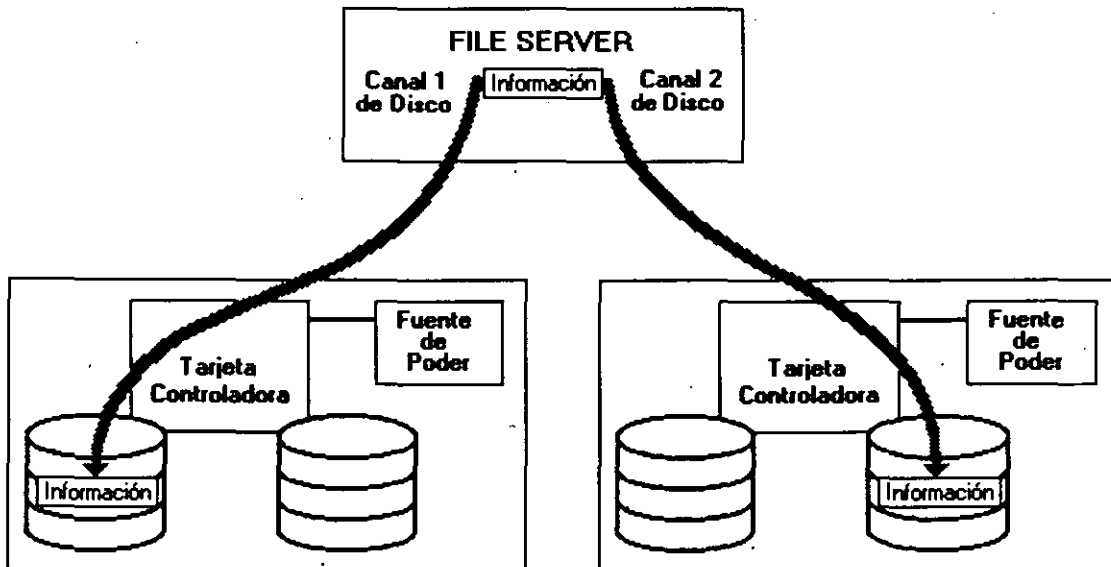 FILE SERVER
Canal 1
de Disco
Información
Canal 2
de Disco
Tarjeta
Controladora
Fuente
de
Poder
Información
Tarjeta
Controladora
Fuente
de
Poder
Información